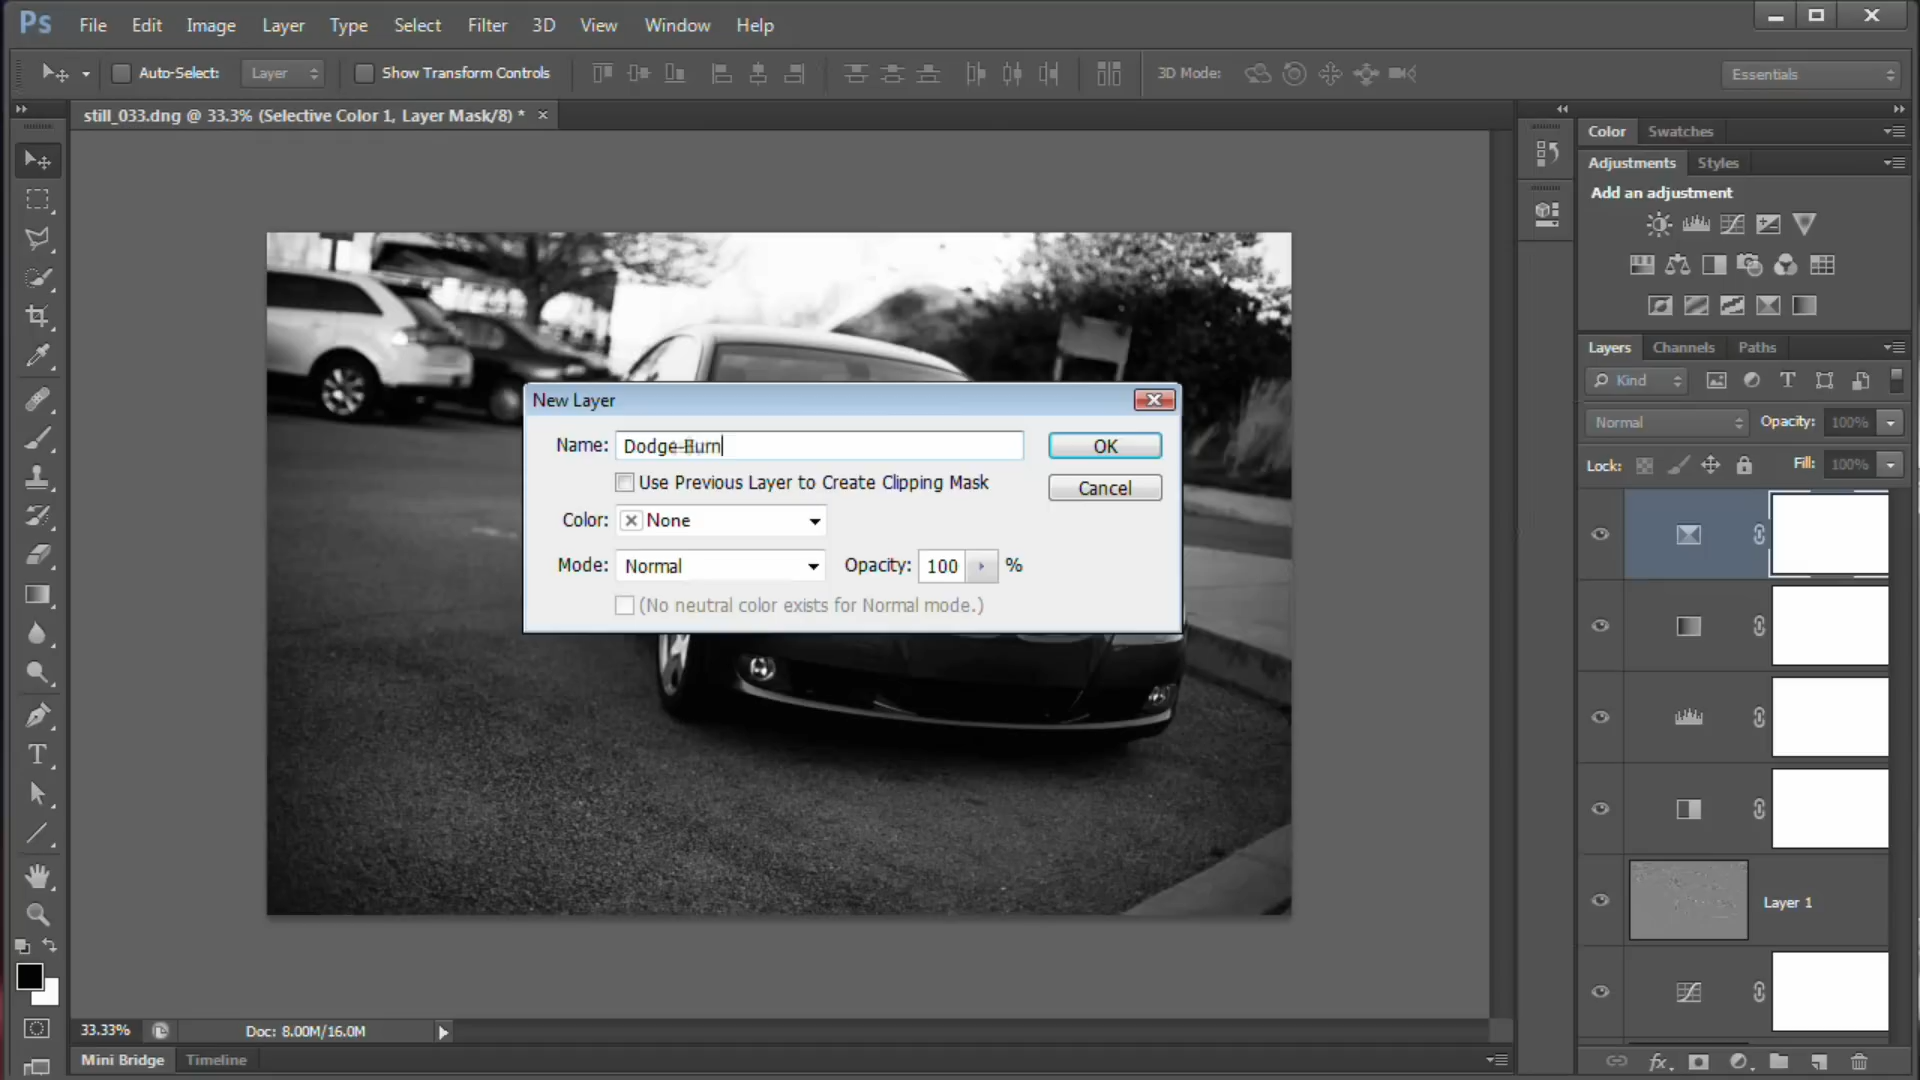 Ps File Edit Image Layer Type Select Filter 3D View Window Help
Auto-Select: Layer Show Transform Controls 3D Mode: Essentials
still_033.dng @ 33.3% (Selective Color 1, Layer Mask/8) *
Color Swatches
Adjustments Styles
Add an adjustment
Layers Channels Paths
Kind
Normal Opacity: 100%
Lock: Fill: 100%
New Layer
Name: Dodge-Burn OK
Use Previous Layer to Create Clipping Mask Cancel
Color: None
Mode: Normal Opacity: 100 %
(No neutral color exists for Normal mode.)
Layer 1
33.33% Doc: 8.00M/16.0M
Mini Bridge Timeline